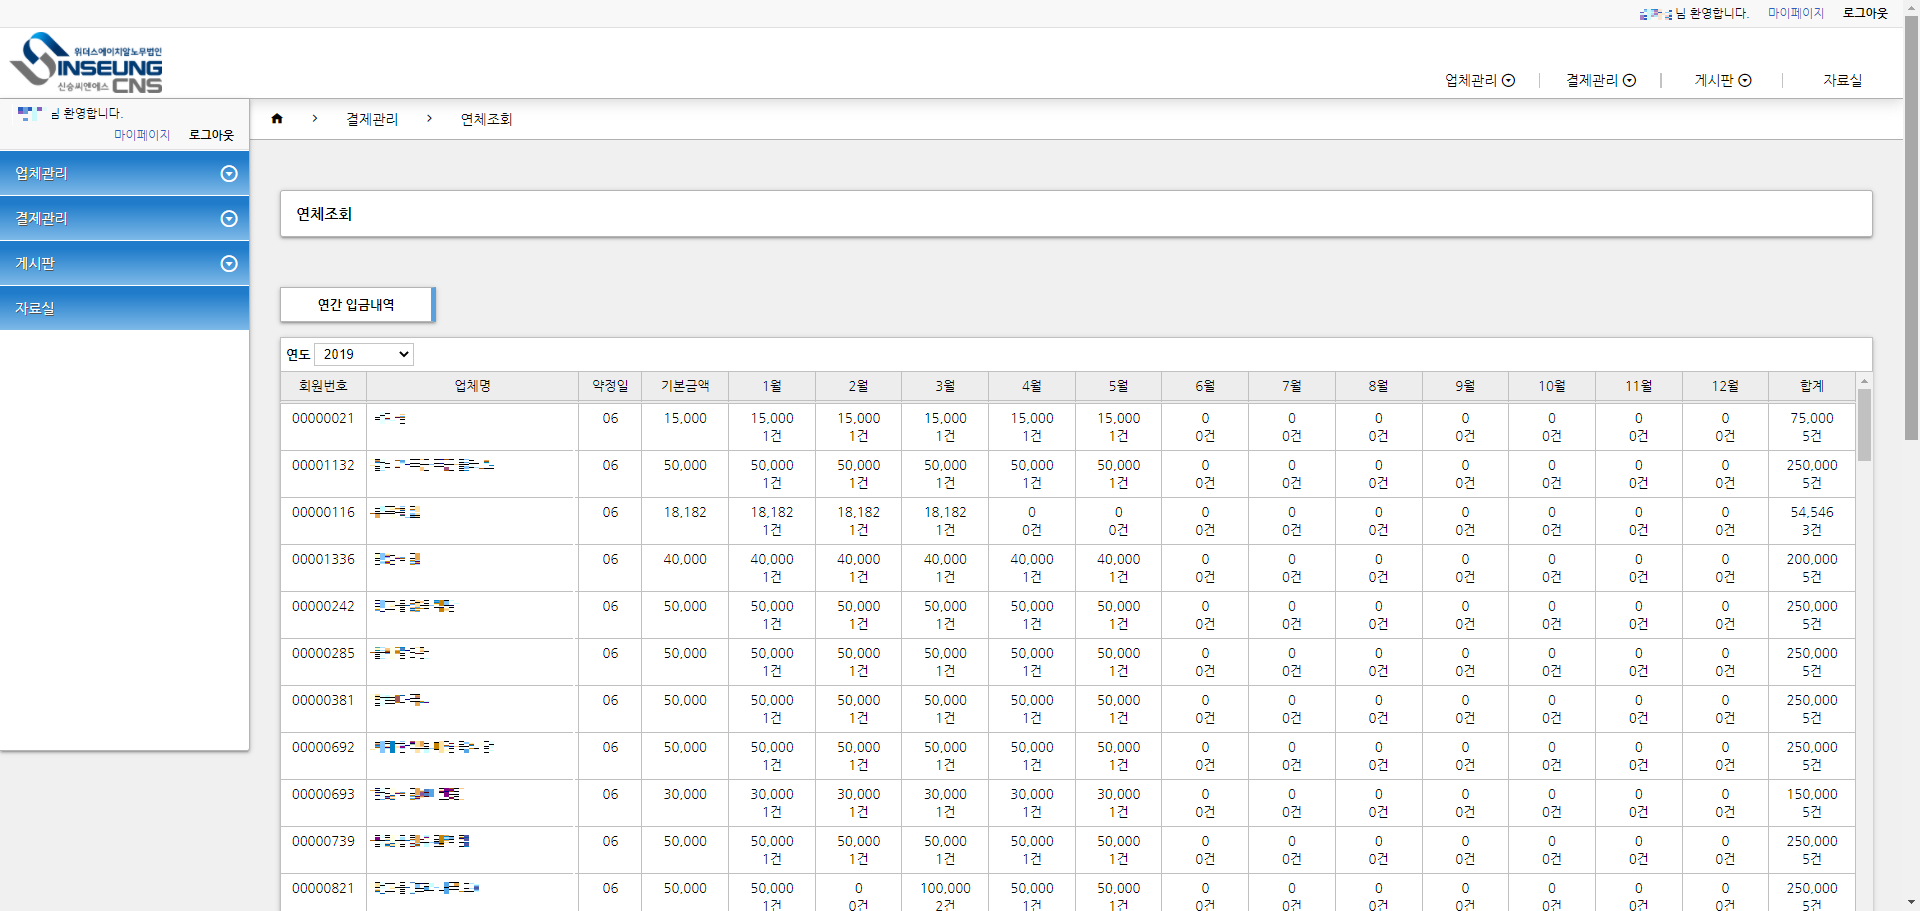 님 환영합니다. 마이페이지 로그아웃
위더스에이치알노무법인
INSEUNG
신승씨엔에스 CNS
업체관리 결제관리 게시판 자료실
님 환영합니다.
마이페이지 로그아웃
업체관리
결제관리
게시판
자료실
> 결제관리 > 연체조회
연체조회
연간 입금내역
연도 2019
회원번호 업체명 약정일 기본금액 1월 2월 3월 4월 5월 6월 7월 8월 9월 10월 11월 12월 합계
00000021 06 15,000 15,000 15,000 15,000 15,000 15,000 0 0 0 0 0 0 0 75,000
1건 1건 1건 1건 1건 0건 0건 0건 0건 0건 0건 0건 5건
00001132 06 50,000 50,000 50,000 50,000 50,000 50,000 0 0 0 0 0 0 0 250,000
1건 1건 1건 1건 1건 0건 0건 0건 0건 0건 0건 0건 5건
00000116 06 18,182 18,182 18,182 18,182 0 0 0 0 0 0 0 0 0 54,546
1건 1건 1건 0건 0건 0건 0건 0건 0건 0건 0건 0건 3건
00001336 06 40,000 40,000 40,000 40,000 40,000 40,000 0 0 0 0 0 0 0 200,000
1건 1건 1건 1건 1건 0건 0건 0건 0건 0건 0건 0건 5건
00000242 06 50,000 50,000 50,000 50,000 50,000 50,000 0 0 0 0 0 0 0 250,000
1건 1건 1건 1건 1건 0건 0건 0건 0건 0건 0건 0건 5건
00000285 06 50,000 50,000 50,000 50,000 50,000 50,000 0 0 0 0 0 0 0 250,000
1건 1건 1건 1건 1건 0건 0건 0건 0건 0건 0건 0건 5건
00000381 06 50,000 50,000 50,000 50,000 50,000 50,000 0 0 0 0 0 0 0 250,000
1건 1건 1건 1건 1건 0건 0건 0건 0건 0건 0건 0건 5건
00000692 06 50,000 50,000 50,000 50,000 50,000 50,000 0 0 0 0 0 0 0 250,000
1건 1건 1건 1건 1건 0건 0건 0건 0건 0건 0건 0건 5건
00000693 06 30,000 30,000 30,000 30,000 30,000 30,000 0 0 0 0 0 0 0 150,000
1건 1건 1건 1건 1건 0건 0건 0건 0건 0건 0건 0건 5건
00000739 06 50,000 50,000 50,000 50,000 50,000 50,000 0 0 0 0 0 0 0 250,000
1건 1건 1건 1건 1건 0건 0건 0건 0건 0건 0건 0건 5건
00000821 06 50,000 50,000 0 100,000 50,000 50,000 0 0 0 0 0 0 0 250,000
1건 0건 2건 1건 1건 0건 0건 0건 0건 0건 0건 0건 5건